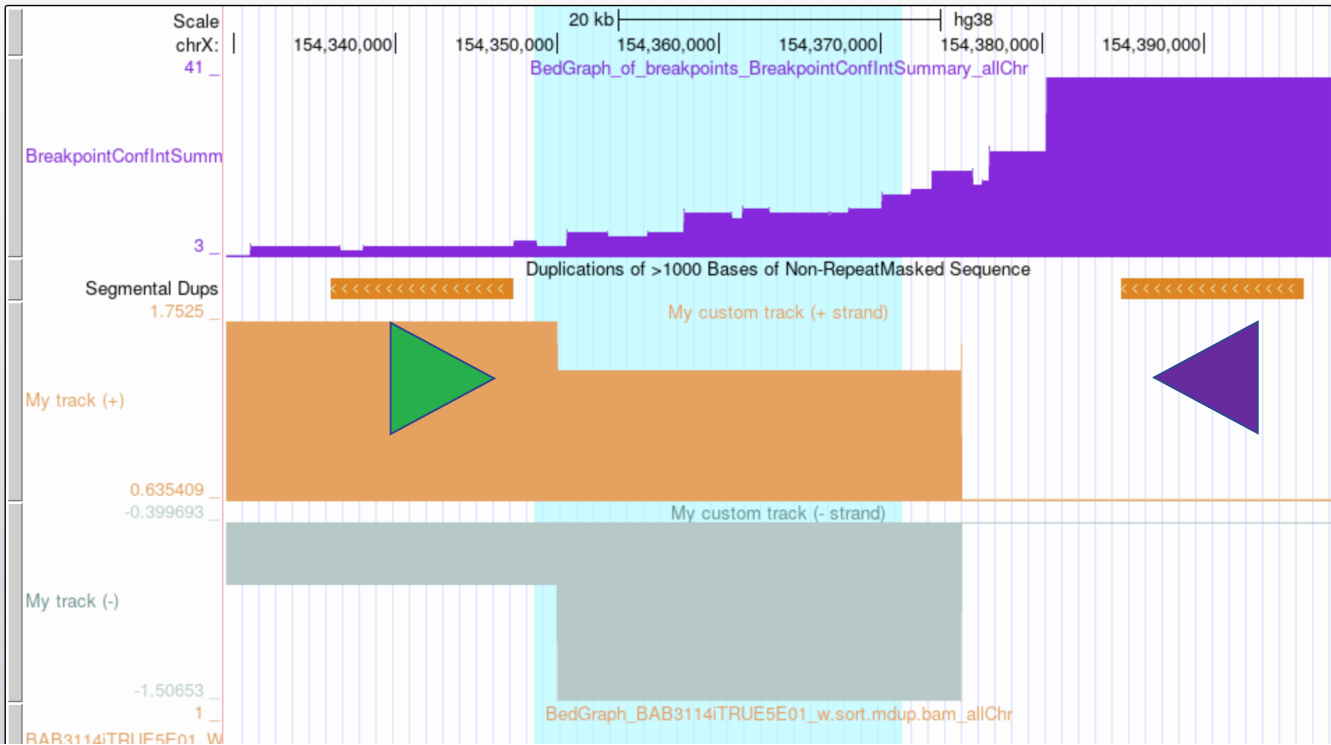 Scale 20 kb hg38
chrX: 154,340,000 154,350,000 154,360,000 154,370,000 154,380,000 154,390,000
41 _ BedGraph_of_breakpoints_BreakpointConfIntSummary_allChr
BreakpointConfIntSumm
3 _
Duplications of >1000 Bases of Non-RepeatMasked Sequence
Segmental Dups
1.7525 _ My custom track (+ strand)
My track (+)
0.635409 _
-0.399693 _ My custom track (- strand)
My track (-)
-1.50653 _
1 _ BedGraph_BAB3114iTRUE5E01_w.sort.mdup.bam_allChr
BAB3114iTRUE5E01_W